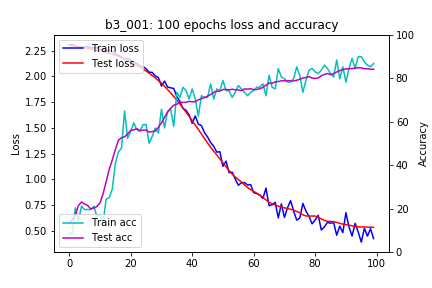 b3_001: 100 epochs loss and accuracy
Train loss
Test loss
Train acc
Test acc
Loss
2.25
2.00
1.75
1.50
1.25
1.00
0.75
0.50
Accuracy
100
80
60
40
20
0
0
20
40
60
80
100